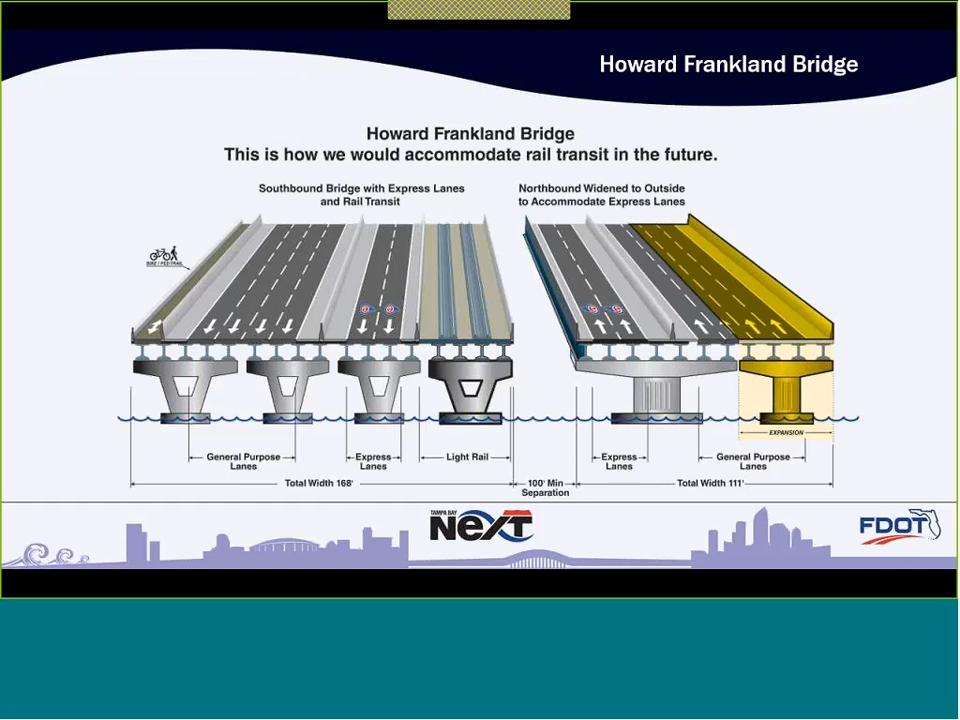 Howard Frankland Bridge
Howard Frankland Bridge
This is how we would accommodate rail transit in the future.
Southbound Bridge with Express Lanes
and Rail Transit
Northbound Widened to Outside
to Accommodate Express Lanes
BIKE / PED TRAIL
EXPANSION
General Purpose
Lanes
Express
Lanes
Light Rail
Express
Lanes
General Purpose
Lanes
Total Width 168'
100' Min
Separation
Total Width 111'
TAMPA BAY
NEXT
FDOT